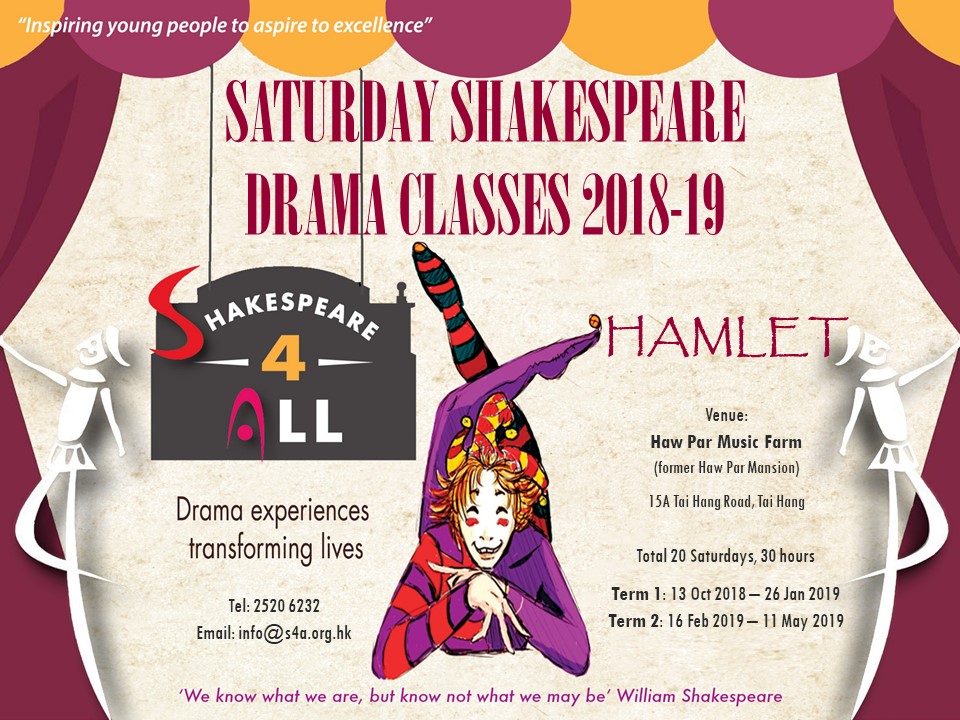 “Inspiring young people to aspire to excellence”
SATURDAY SHAKESPEARE
DRAMA CLASSES 2018-19
SHAKESPEARE
4
ALL
HAMLET
Venue:
Haw Par Music Farm
(former Haw Par Mansion)
15A Tai Hang Road, Tai Hang
Drama experiences
transforming lives
Total 20 Saturdays, 30 hours
Term 1: 13 Oct 2018 – 26 Jan 2019
Term 2: 16 Feb 2019 – 11 May 2019
Tel: 2520 6232
Email: info@s4a.org.hk
‘We know what we are, but know not what we may be’ William Shakespeare